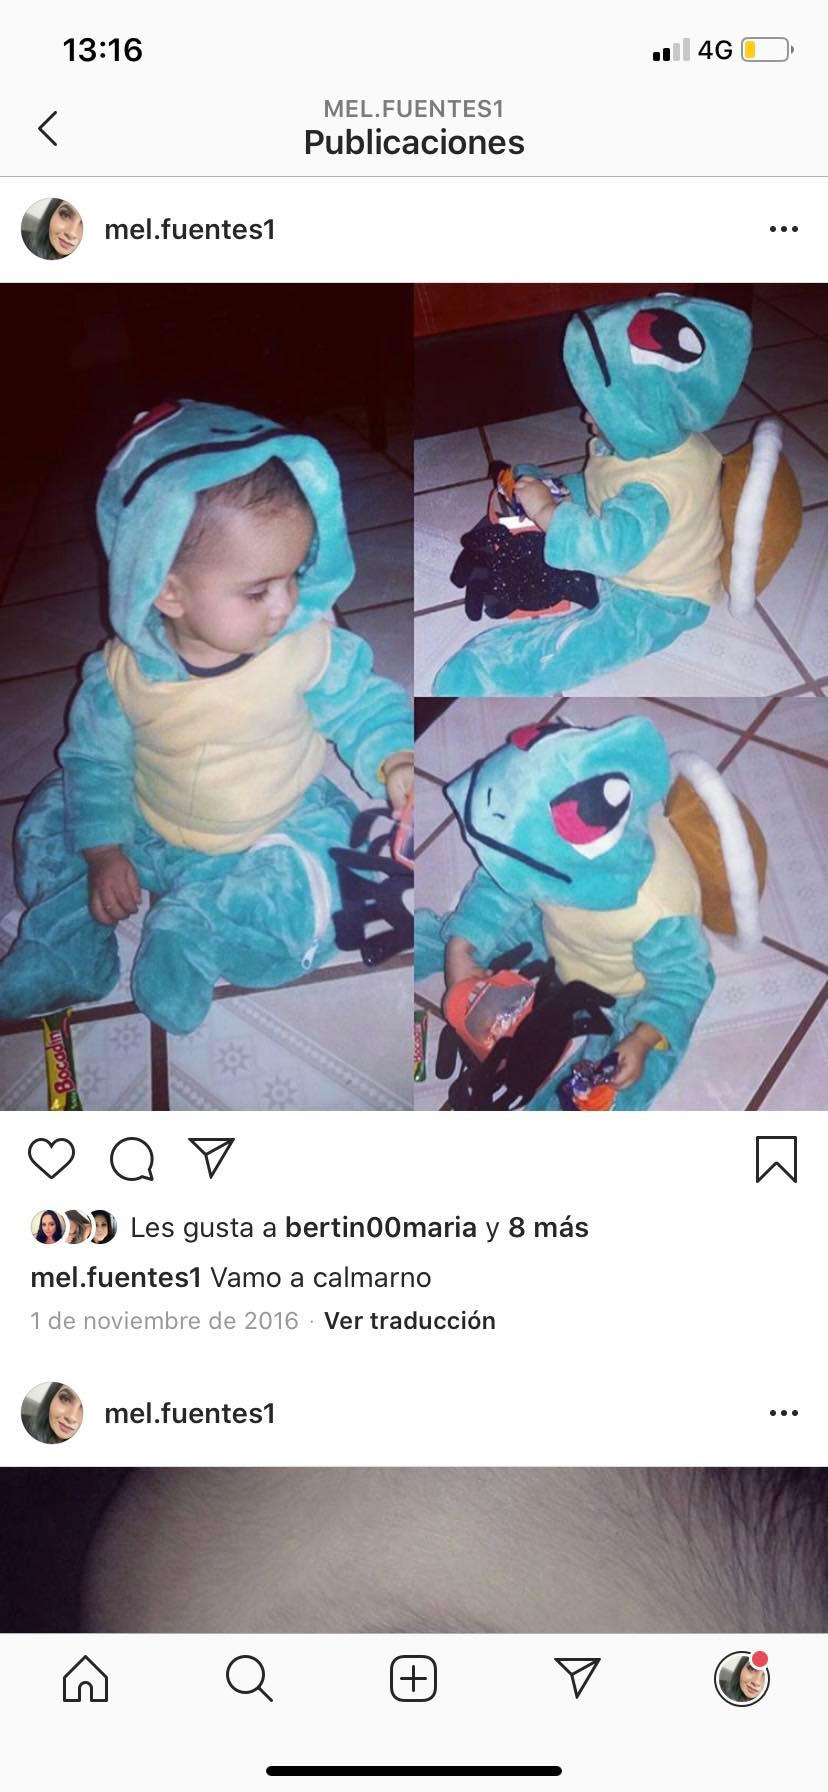 13:16
4G
MEL.FUENTES1
Publicaciones
mel.fuentes1
Bocadin
Les gusta a bertin00maria y 8 más
mel.fuentes1 Vamo a calmarno
1 de noviembre de 2016 · Ver traducción
mel.fuentes1